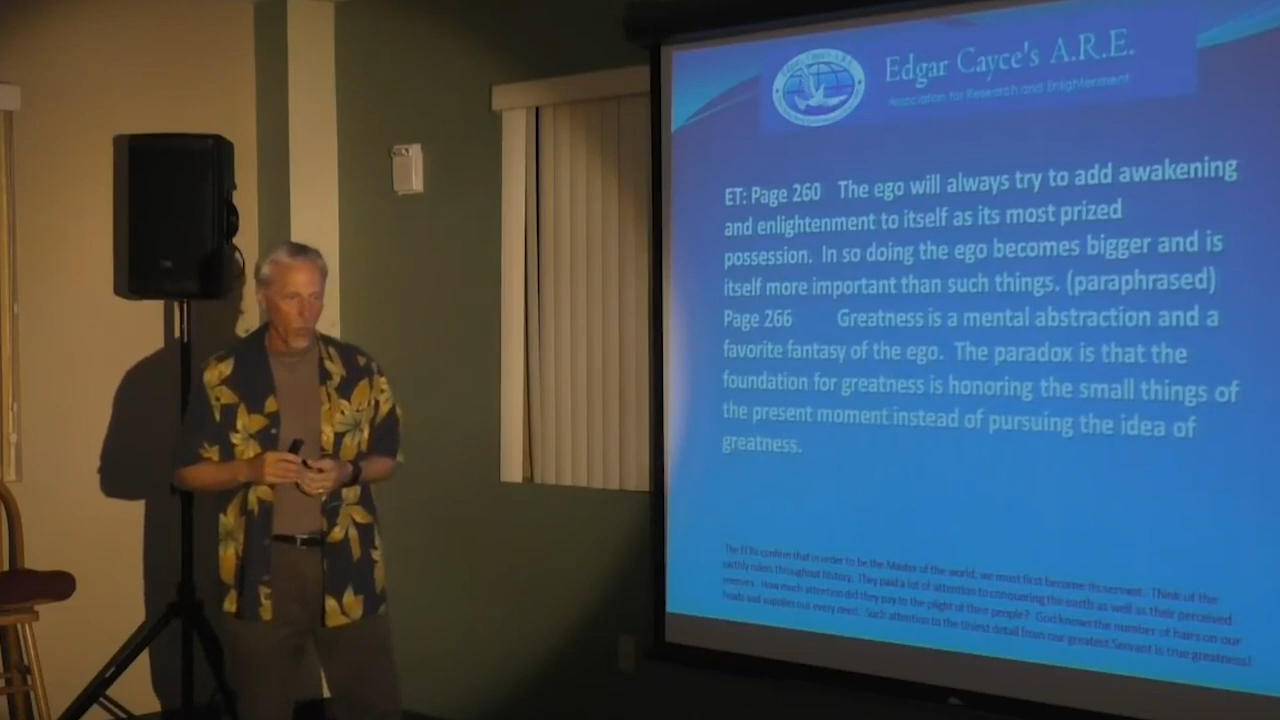 Edgar Cayce's A.R.E.
Association for Research and Enlightenment
ET: Page 260 The ego will always try to add awakening
and enlightenment to itself as its most prized
possession. In so doing the ego becomes bigger and is
itself more important than such things. (paraphrased)
Page 266 Greatness is a mental abstraction and a
favorite fantasy of the ego. The paradox is that the
foundation for greatness is honoring the small things of
the present moment instead of pursuing the idea of
greatness.
The ECRs confirm that in order to be the Master of the world, we must first become its servant. Think of the
earthly rulers throughout history. They paid a lot of attention to conquering the earth as well as their perceived
enemies. How much attention did they pay to the plight of their people? God knows the number of hairs on our
heads and supplies our every need. Such attention to the tiniest detail from our greatest Servant is true greatness!